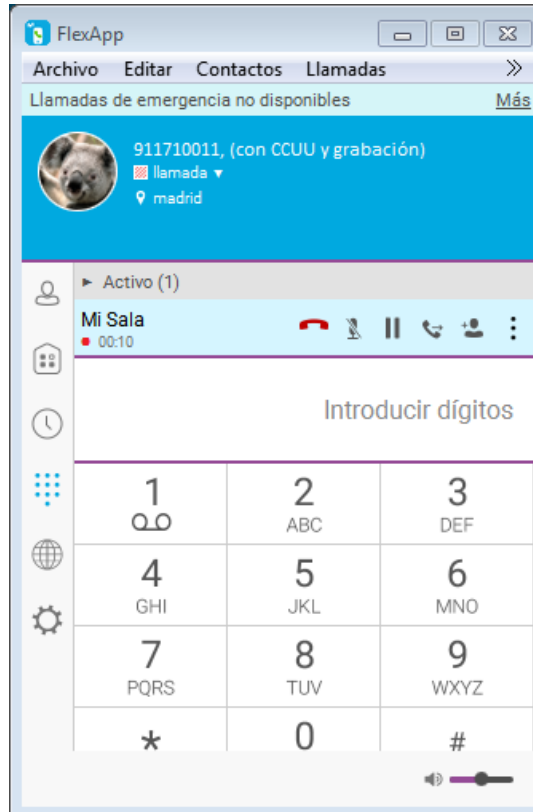 FlexApp
Archivo Editar Contactos Llamadas
Llamadas de emergencia no disponibles Más
911710011, (con CCUU y grabación)
llamada
madrid
Activo (1)
Mi Sala
00:10
Introducir dígitos
1 2 3
ABC DEF
4 5 6
GHI JKL MNO
7 8 9
PQRS TUV WXYZ
* 0 #